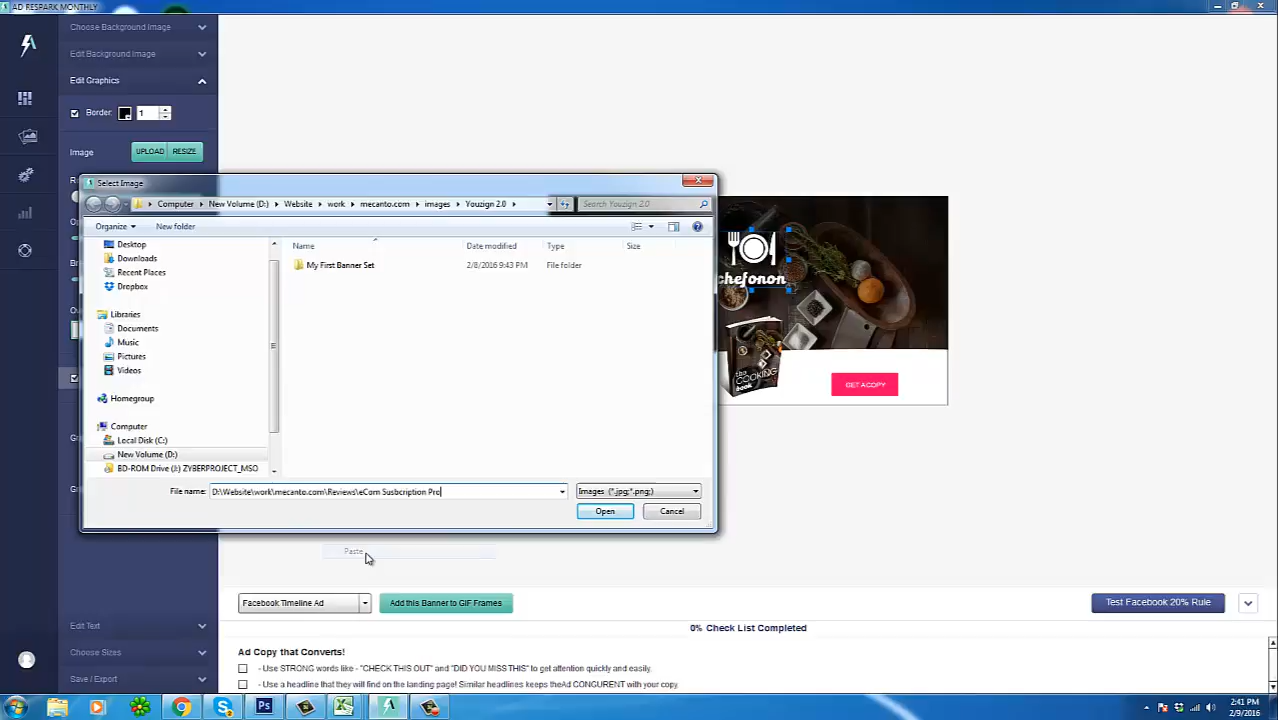 AD RESPARK MONTHLY
Choose Background Image
Edit Background Image
Edit Graphics
Border: 1
Image UPLOAD RESIZE
Select Image
Computer New Volume (D:) Website work mecanto.com images Youzign 2.0 Search Youzign 2.0
Organize New folder
Name Date modified Type Size
My First Banner Set 2/8/2016 9:43 PM File folder
Desktop
Downloads
Recent Places
Dropbox
Libraries
Documents
Music
Pictures
Videos
Homegroup
Computer
Local Disk (C:)
New Volume (D:)
BD-ROM Drive (I:) ZYBERPROJECT_MSO
File name: D:\Website\work\mecanto.com\Reviews\eCom Susbcription Pro Images (*.jpg;*.png;)
Open Cancel
Paste
chefonon
the COOKING book
GET A COPY
Facebook Timeline Ad Add this Banner to GIF Frames Test Facebook 20% Rule
0% Check List Completed
Ad Copy that Converts!
- Use STRONG words like - "CHECK THIS OUT" and "DID YOU MISS THIS" to get attention quickly and easily.
- Use a headline that they will find on the landing page! Similar headlines keeps theAd CONGURENT with your copy.
Edit Text
Choose Sizes
Save / Export
Ps
2:41 PM
2/9/2016